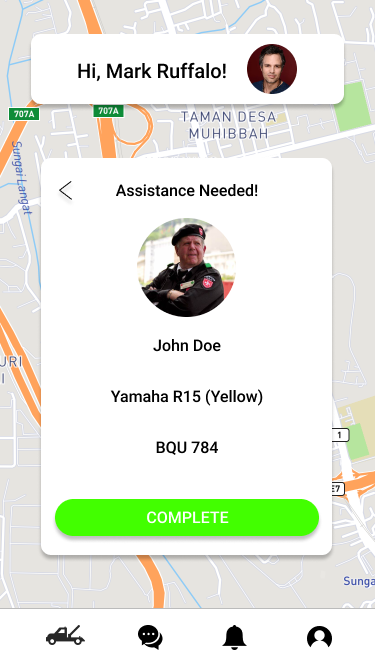 Hi, Mark Ruffalo!
707A
707A
TAMAN DESA
MUHIBBAH
Sungai Langat
Assistance Needed!
John Doe
Yamaha R15 (Yellow)
URI
I
1
BQU 784
E7
COMPLETE
Sunga